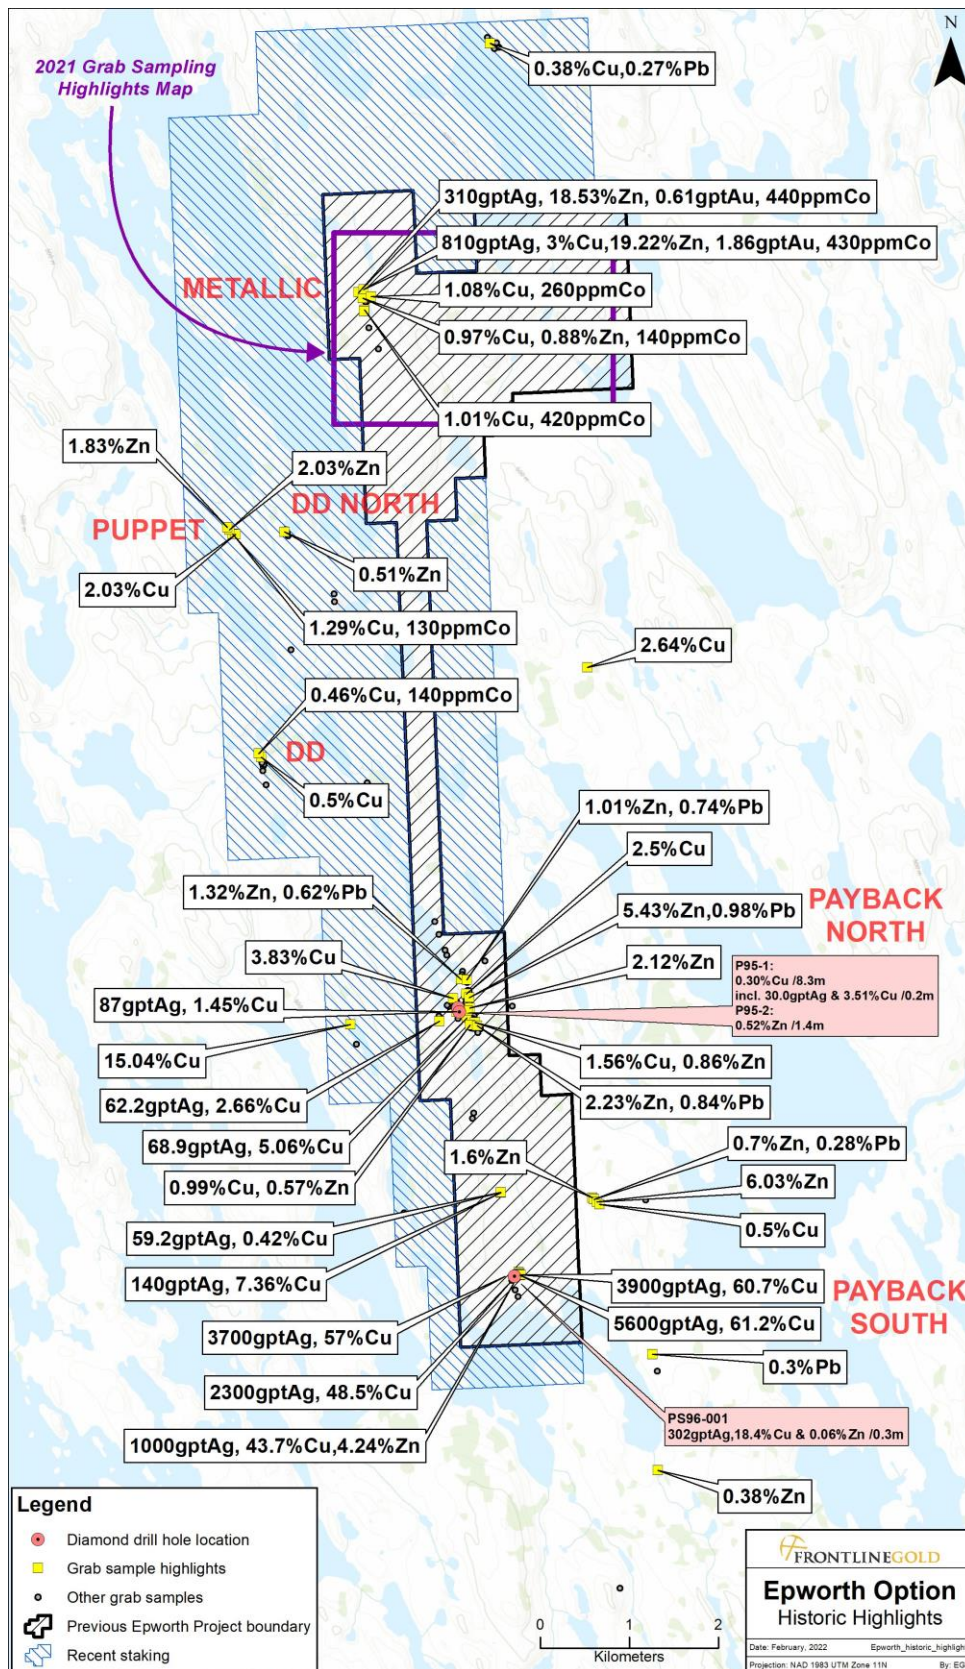 N
2021 Grab Sampling
Highlights Map
0.38%Cu,0.27%Pb
310gptAg, 18.53%Zn, 0.61gptAu, 440ppmCo
810gptAg, 3%Cu,19.22%Zn, 1.86gptAu, 430ppmCo
METALLIC
1.08%Cu, 260ppmCo
0.97%Cu, 0.88%Zn, 140ppmCo
1.01%Cu, 420ppmCo
1.83%Zn
2.03%Zn
DD NORTH
PUPPET
0.51%Zn
2.03%Cu
1.29%Cu, 130ppmCo
2.64%Cu
0.46%Cu, 140ppmCo
DD
0.5%Cu
1.01%Zn, 0.74%Pb
2.5%Cu
1.32%Zn, 0.62%Pb
5.43%Zn,0.98%Pb
PAYBACK
NORTH
3.83%Cu
2.12%Zn
P95-1:
0.30%Cu /8.3m
incl. 30.0gptAg & 3.51%Cu /0.2m
P95-2:
0.52%Zn /1.4m
87gptAg, 1.45%Cu
15.04%Cu
1.56%Cu, 0.86%Zn
62.2gptAg, 2.66%Cu
2.23%Zn, 0.84%Pb
68.9gptAg, 5.06%Cu
0.7%Zn, 0.28%Pb
1.6%Zn
0.99%Cu, 0.57%Zn
6.03%Zn
0.5%Cu
59.2gptAg, 0.42%Cu
140gptAg, 7.36%Cu
3900gptAg, 60.7%Cu
PAYBACK
SOUTH
5600gptAg, 61.2%Cu
3700gptAg, 57%Cu
0.3%Pb
2300gptAg, 48.5%Cu
PS96-001
302gptAg,18.4%Cu & 0.06%Zn /0.3m
1000gptAg, 43.7%Cu,4.24%Zn
0.38%Zn
Legend
Diamond drill hole location
Grab sample highlights
Other grab samples
Previous Epworth Project boundary
Recent staking
0 1 2
Kilometers
FRONTLINEGOLD
Epworth Option
Historic Highlights
Date: February, 2022 Epworth_historic_highligh
Projection: NAD 1983 UTM Zone 11N By: EG